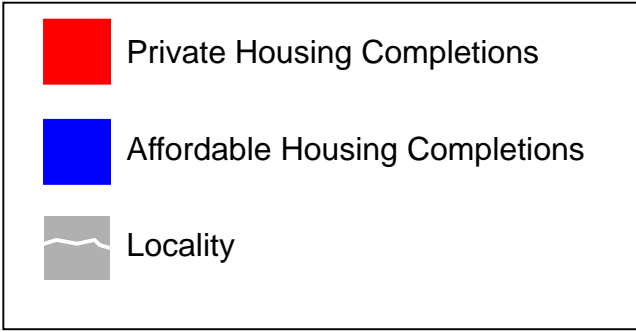 Private Housing Completions
Affordable Housing Completions
Locality